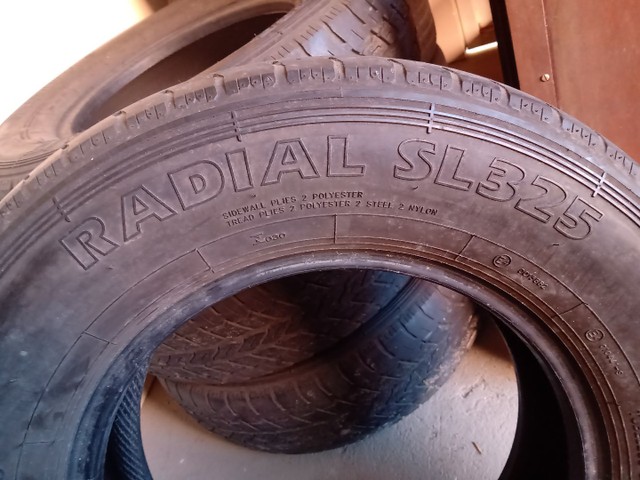 RADIAL SL325
SIDEWALL PLIES 2 POLYESTER
TREAD PLIES 2 POLYESTER 2 STEEL 2 NYLON